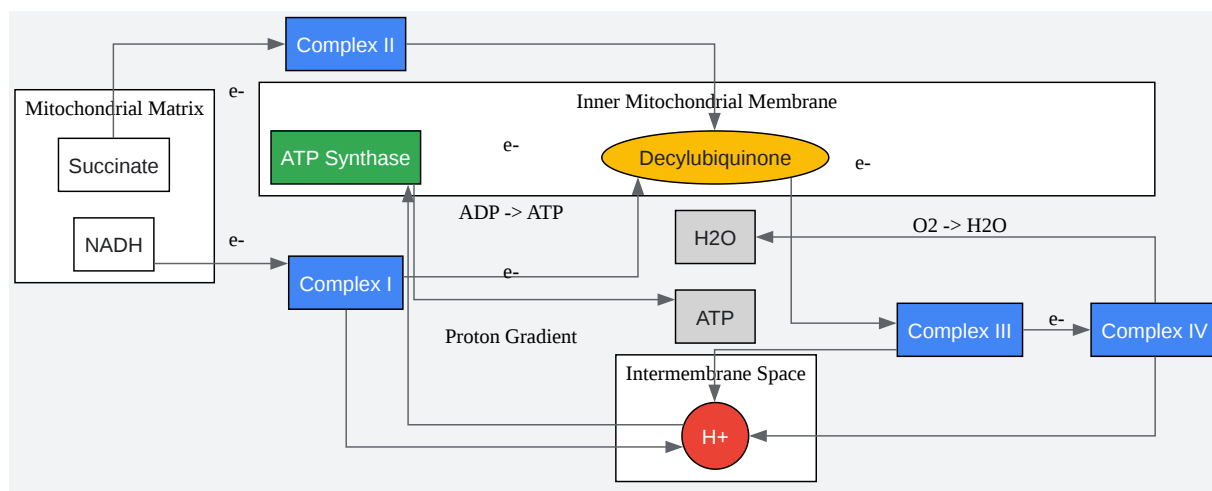 Complex II
e-
Mitochondrial Matrix
Inner Mitochondrial Membrane
Succinate
ATP Synthase
e-
Decylubiquinone
e-
NADH
e-
ADP -> ATP
H2O
O2 -> H2O
Complex I
e-
ATP
Complex III
e-
Complex IV
Proton Gradient
Intermembrane Space
H+